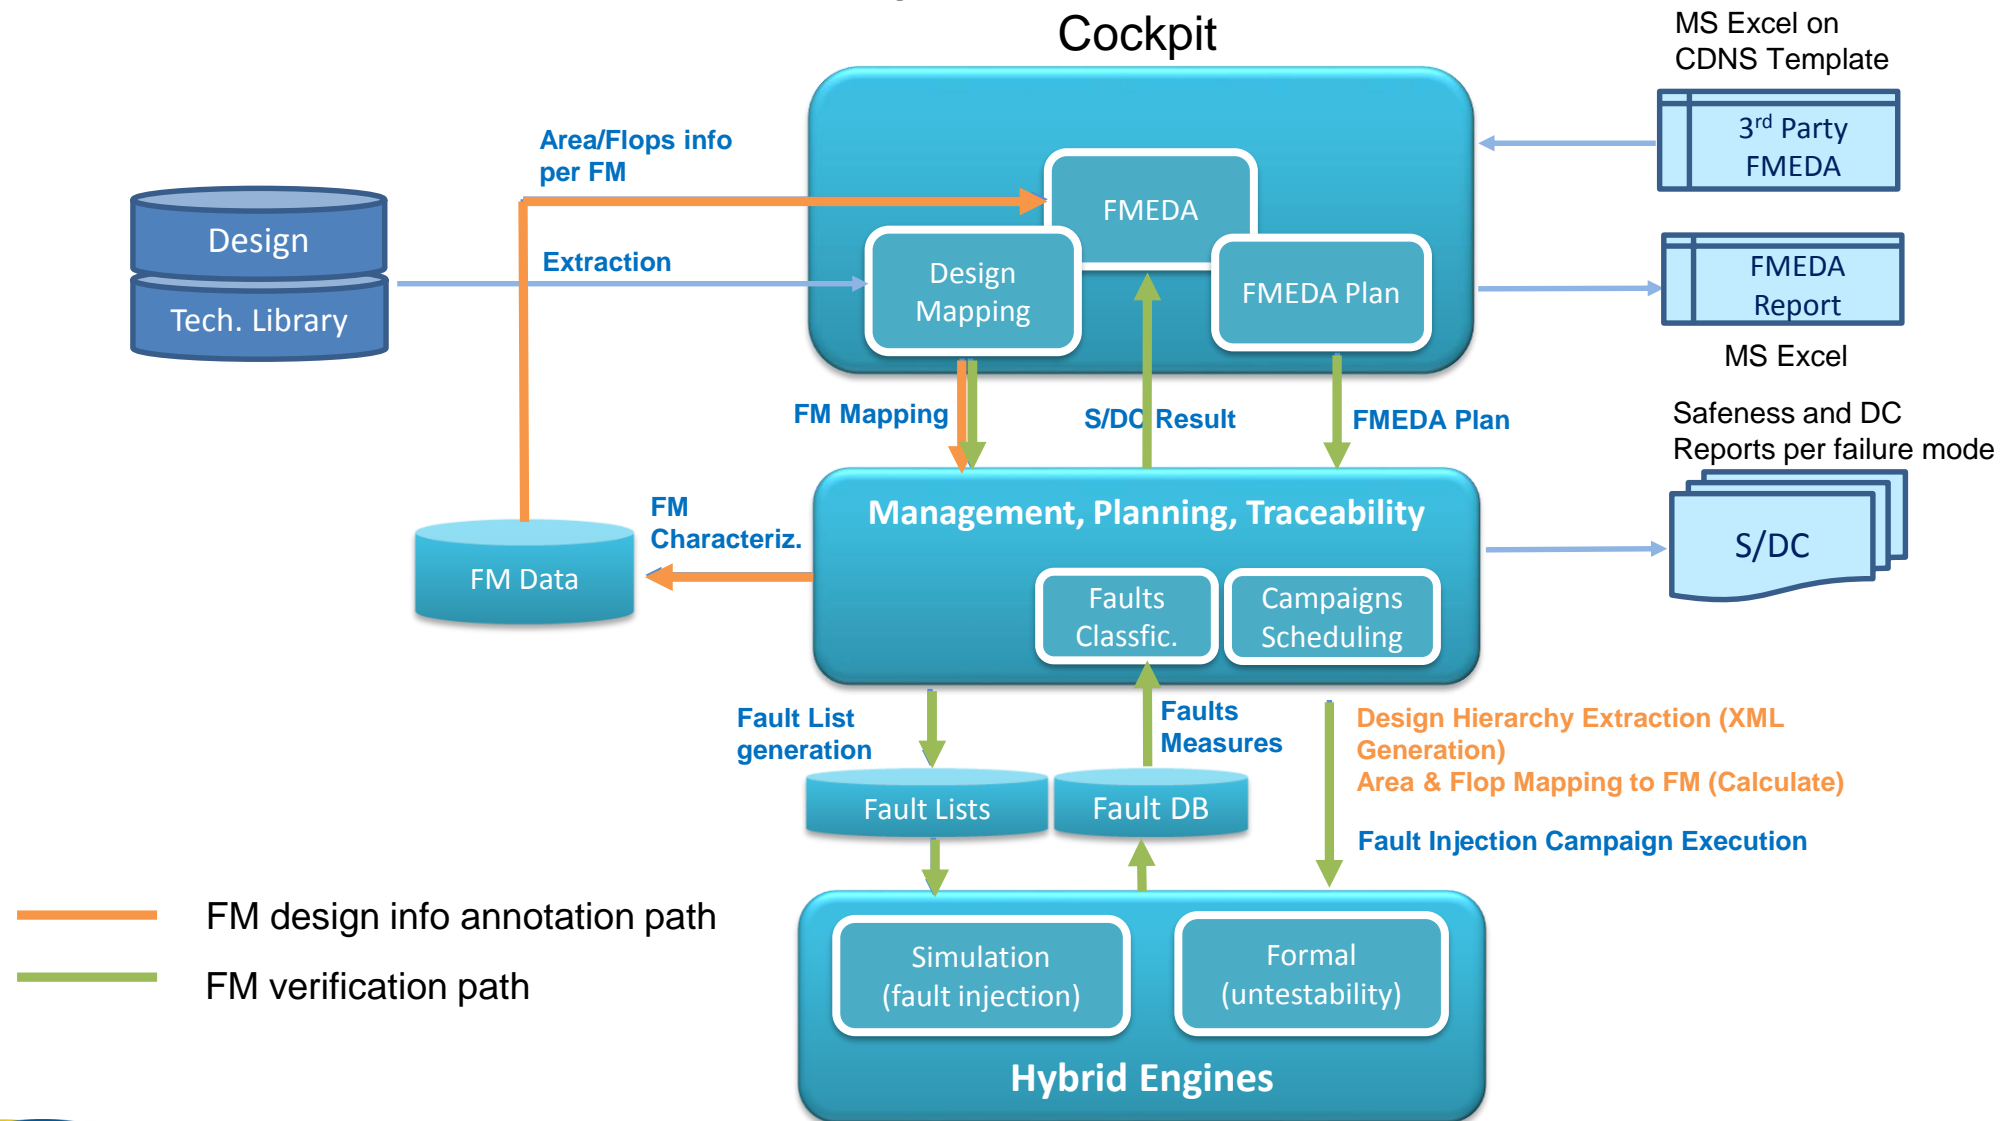 Cockpit
MS Excel on
CDNS Template
3rd Party
FMEDA
Area/Flops info
per FM
FMEDA
Design
Tech. Library
Extraction
Design
Mapping
FMEDA Plan
FMEDA
Report
MS Excel
FM Mapping
S/DC Result
FMEDA Plan
Safeness and DC
Reports per failure mode
FM
Characteriz.
Management, Planning, Traceability
S/DC
FM Data
Faults
Classfic.
Campaigns
Scheduling
Fault List
generation
Faults
Measures
Design Hierarchy Extraction (XML
Generation)
Area & Flop Mapping to FM (Calculate)
Fault Lists
Fault DB
Fault Injection Campaign Execution
FM design info annotation path
FM verification path
Simulation
(fault injection)
Formal
(untestability)
Hybrid Engines